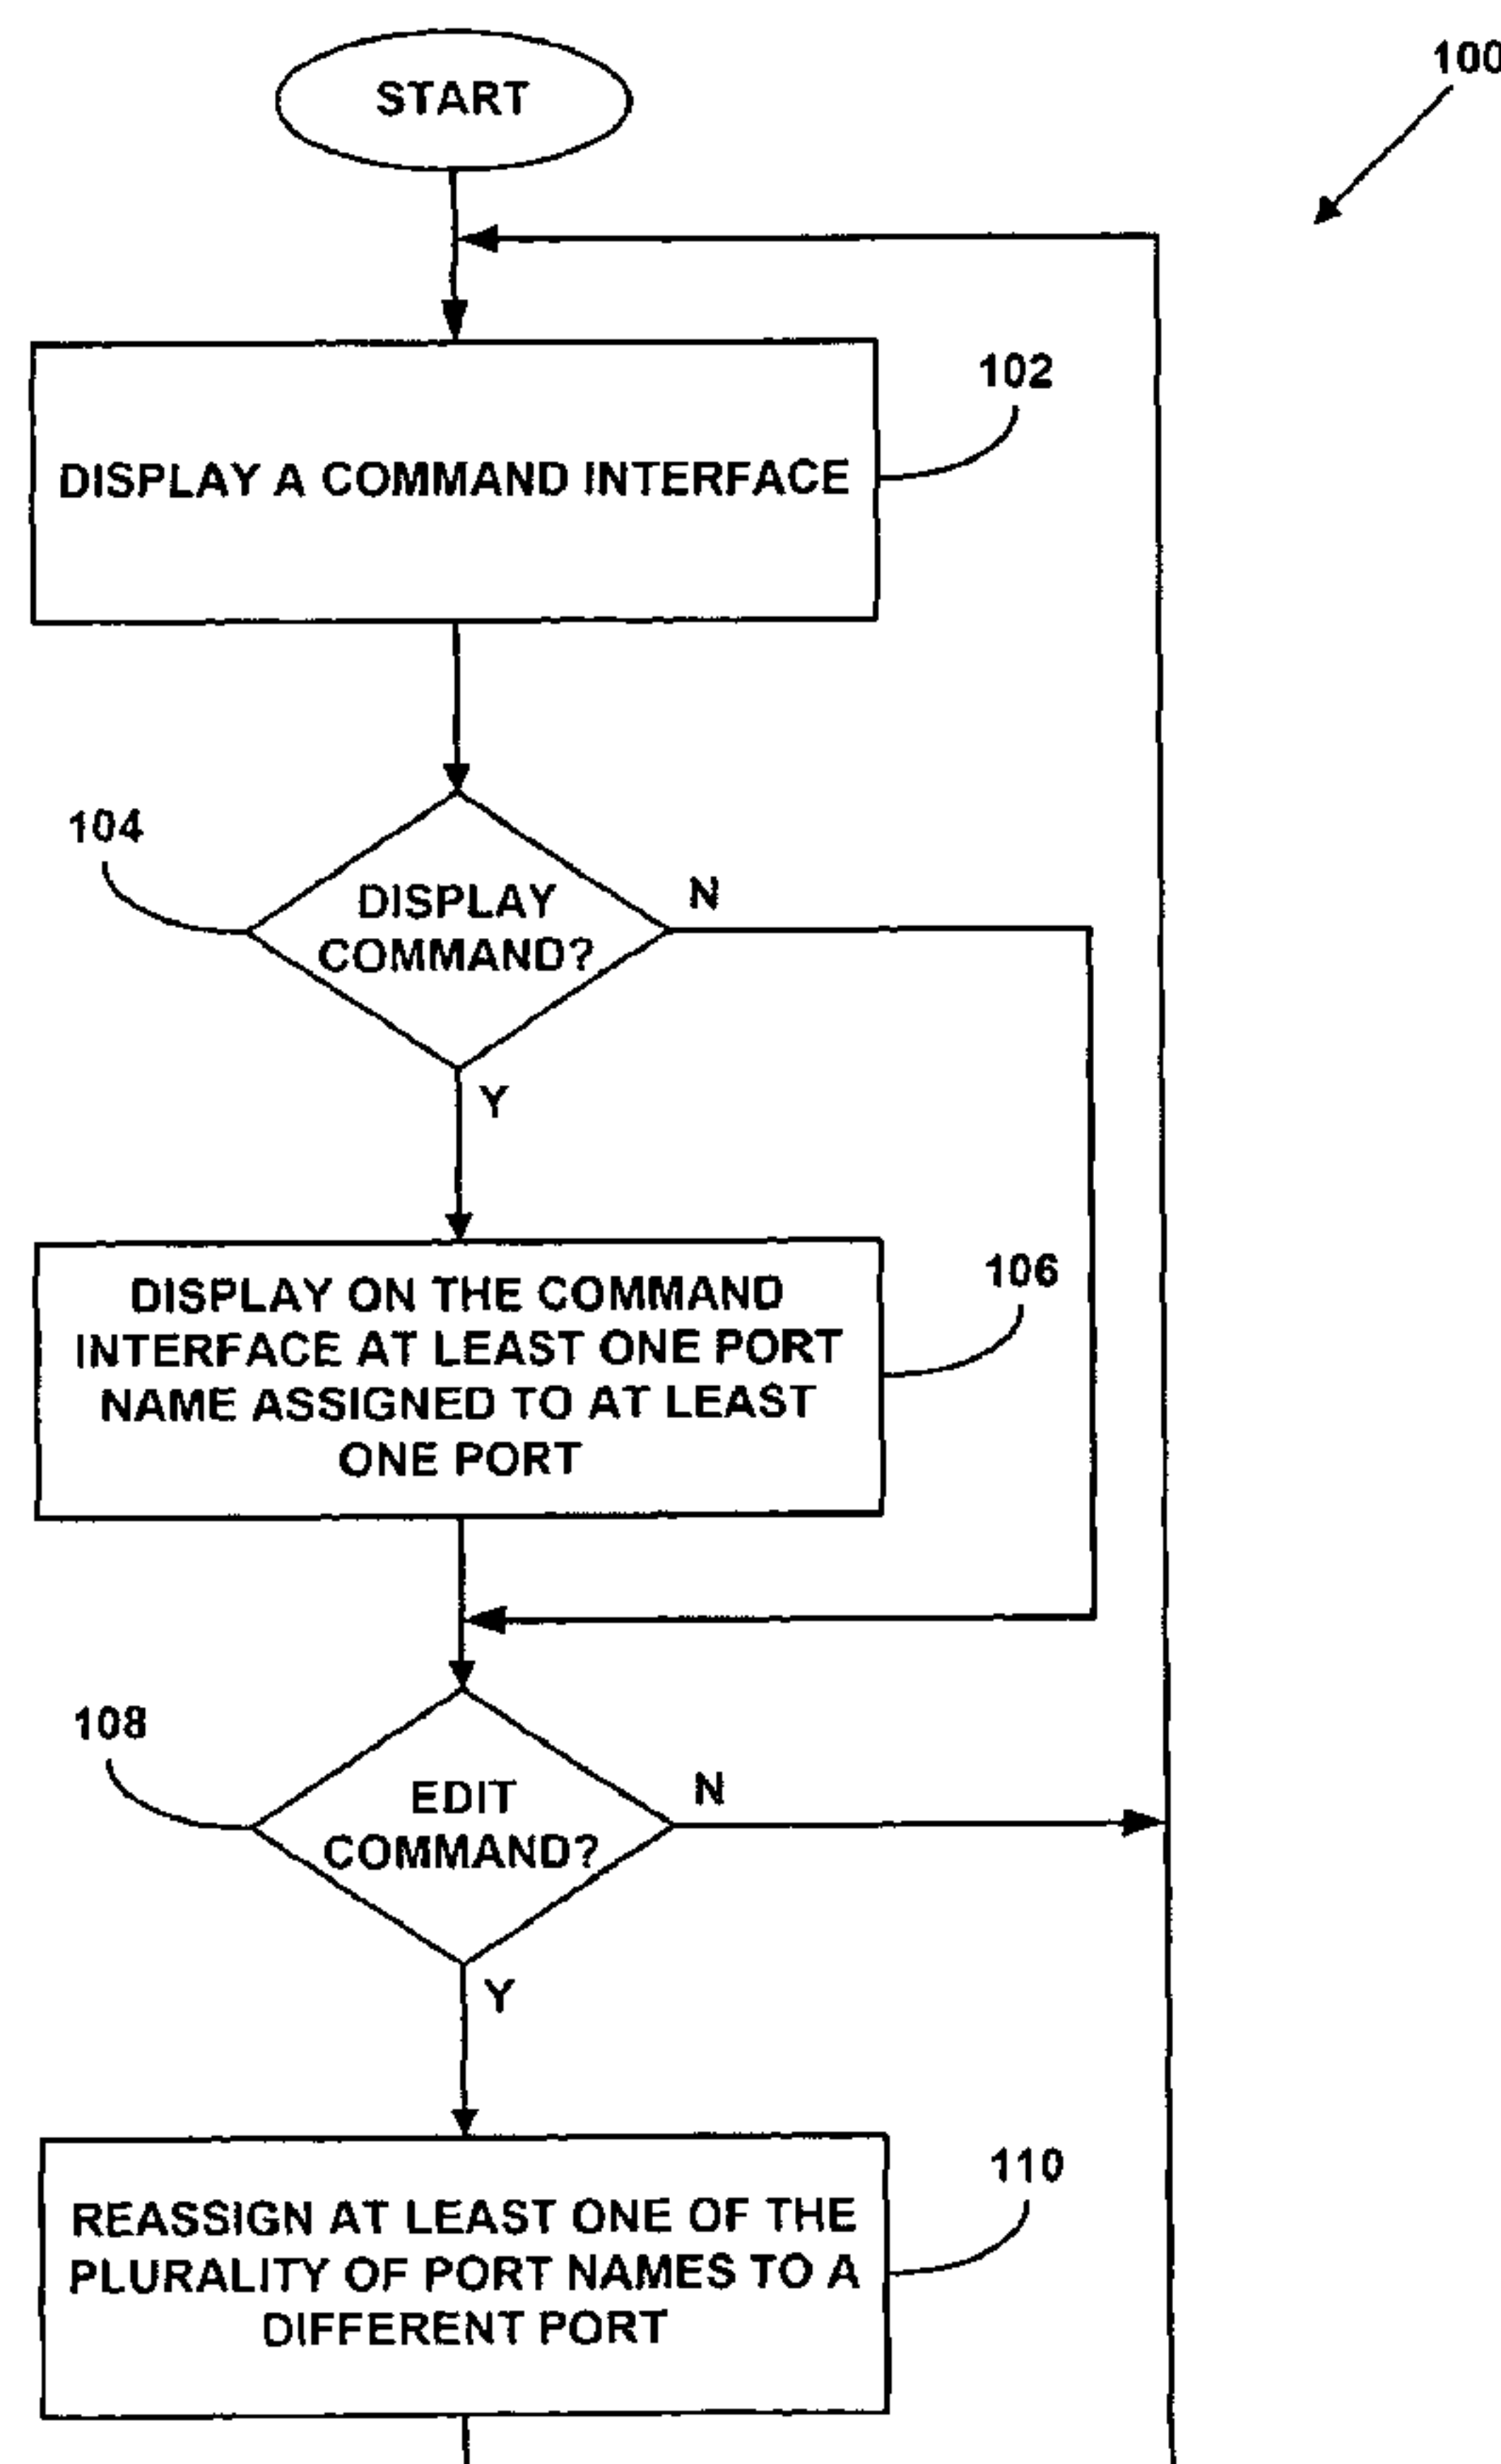 START
100
DISPLAY A COMMAND INTERFACE
102
104
DISPLAY
COMMAND?
N
Y
DISPLAY ON THE COMMAND
INTERFACE AT LEAST ONE PORT
NAME ASSIGNED TO AT LEAST
ONE PORT
106
108
EDIT
COMMAND?
N
Y
REASSIGN AT LEAST ONE OF THE
PLURALITY OF PORT NAMES TO A
DIFFERENT PORT
110